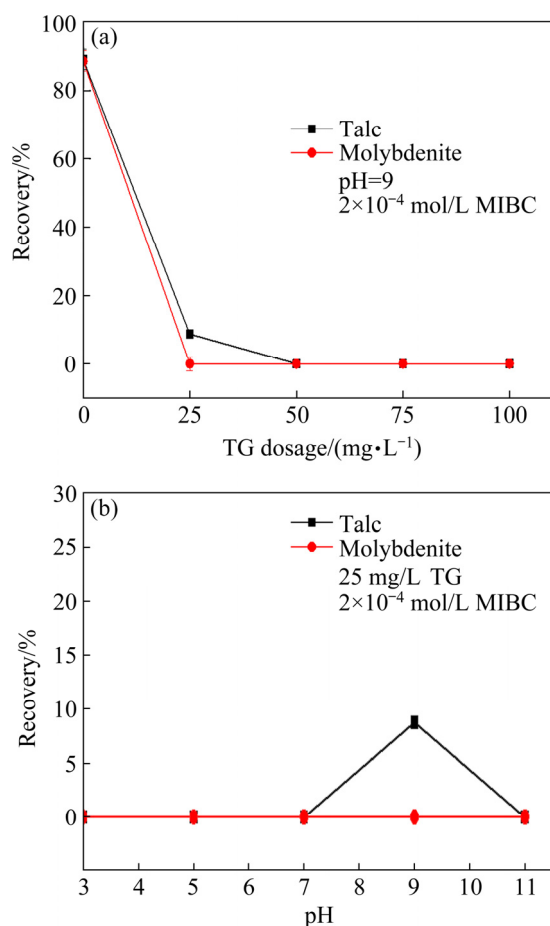 (a)
100
80
60
40
20
0
Recovery/%
Talc
Molybdenite
pH=9
2×10⁻⁴ mol/L MIBC
0 25 50 75 100
TG dosage/(mg•L⁻¹)
(b)
30
25
20
15
10
5
0
Recovery/%
Talc
Molybdenite
25 mg/L TG
2×10⁻⁴ mol/L MIBC
3 4 5 6 7 8 9 10 11
pH